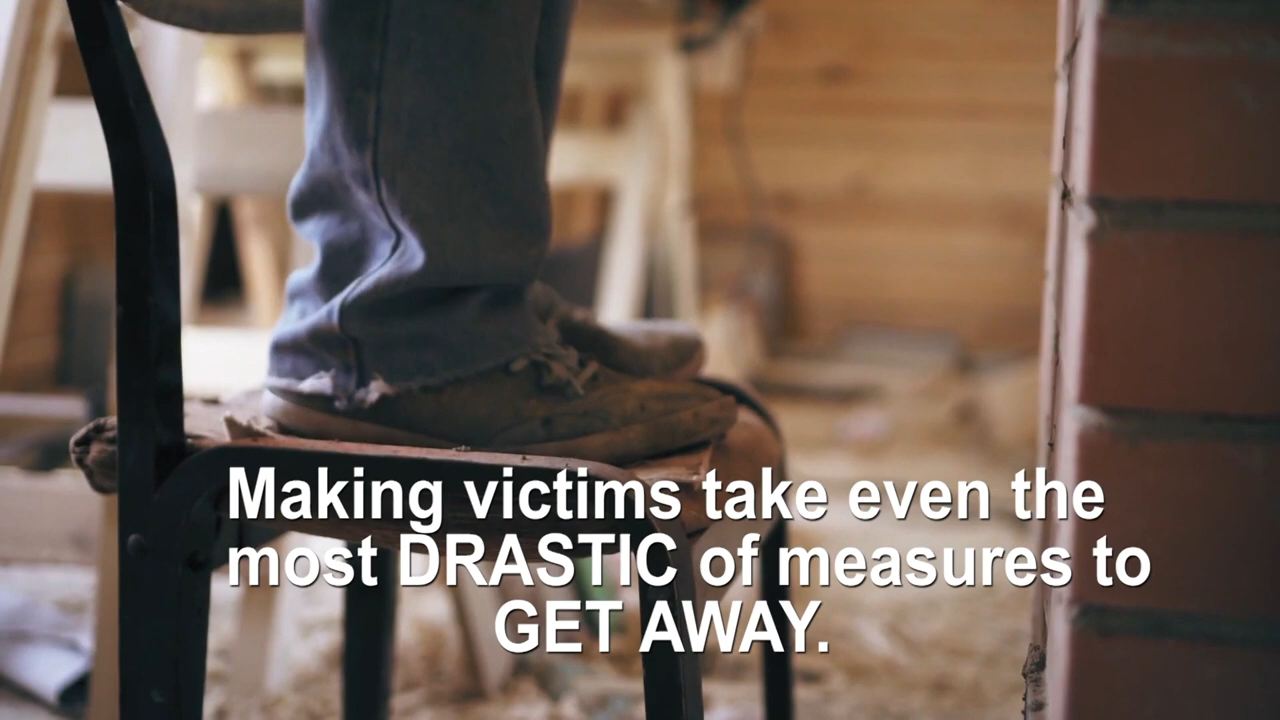 Making victims take even the
most DRASTIC of measures to
GET AWAY.